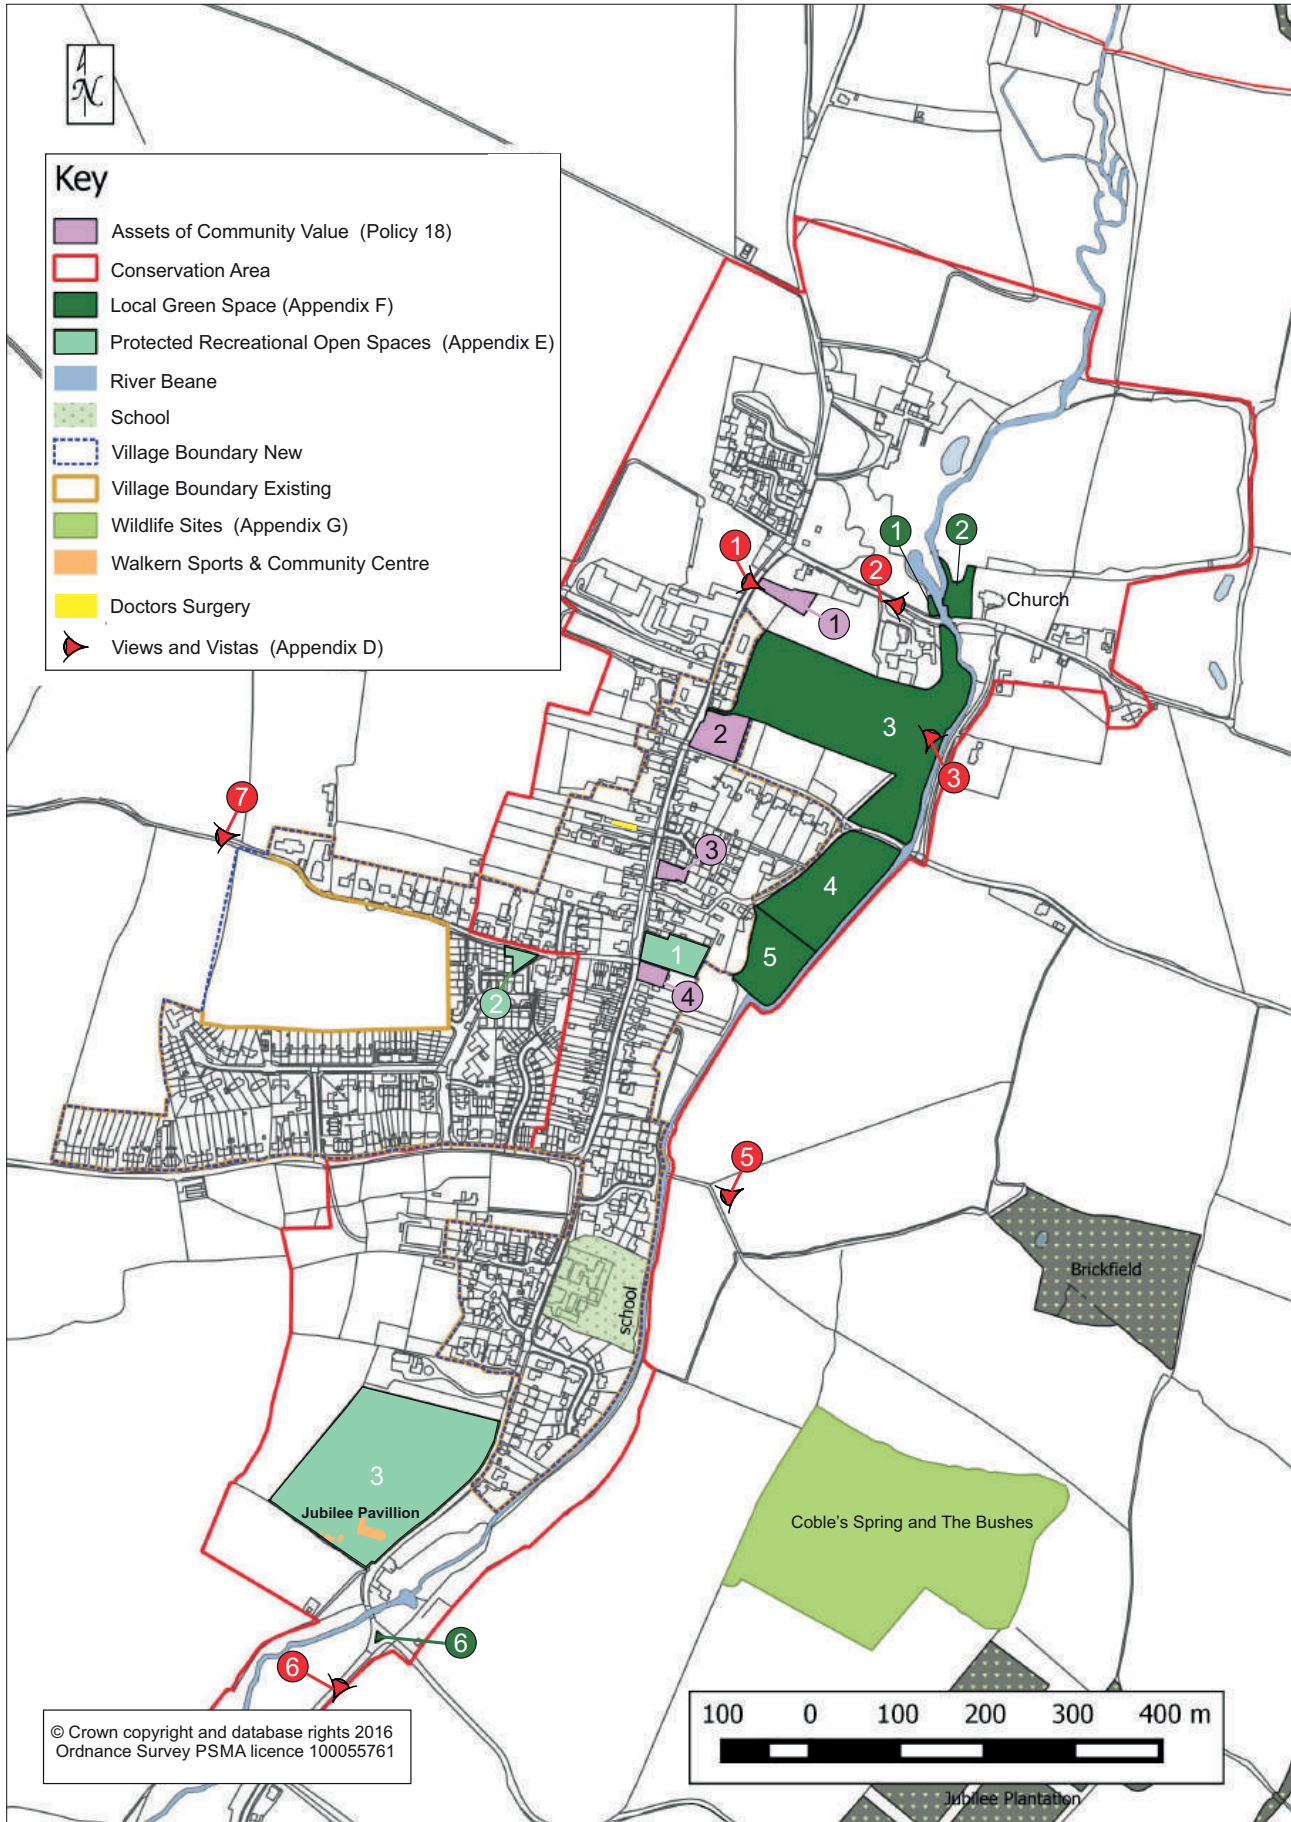 N
Key
Assets of Community Value (Policy 18)
Conservation Area
Local Green Space (Appendix F)
Protected Recreational Open Spaces (Appendix E)
River Beane
School
Village Boundary New
Village Boundary Existing
Wildlife Sites (Appendix G)
Walkern Sports & Community Centre
Doctors Surgery
Views and Vistas (Appendix D)
1
2
1
2
Church
1
3
2
3
7
3
4
1
5
2
4
5
Brickfield
school
3
Jubilee Pavillion
Coble's Spring and The Bushes
6
6
© Crown copyright and database rights 2016
Ordnance Survey PSMA licence 100055761
100 0 100 200 300 400 m
Jubilee Plantation